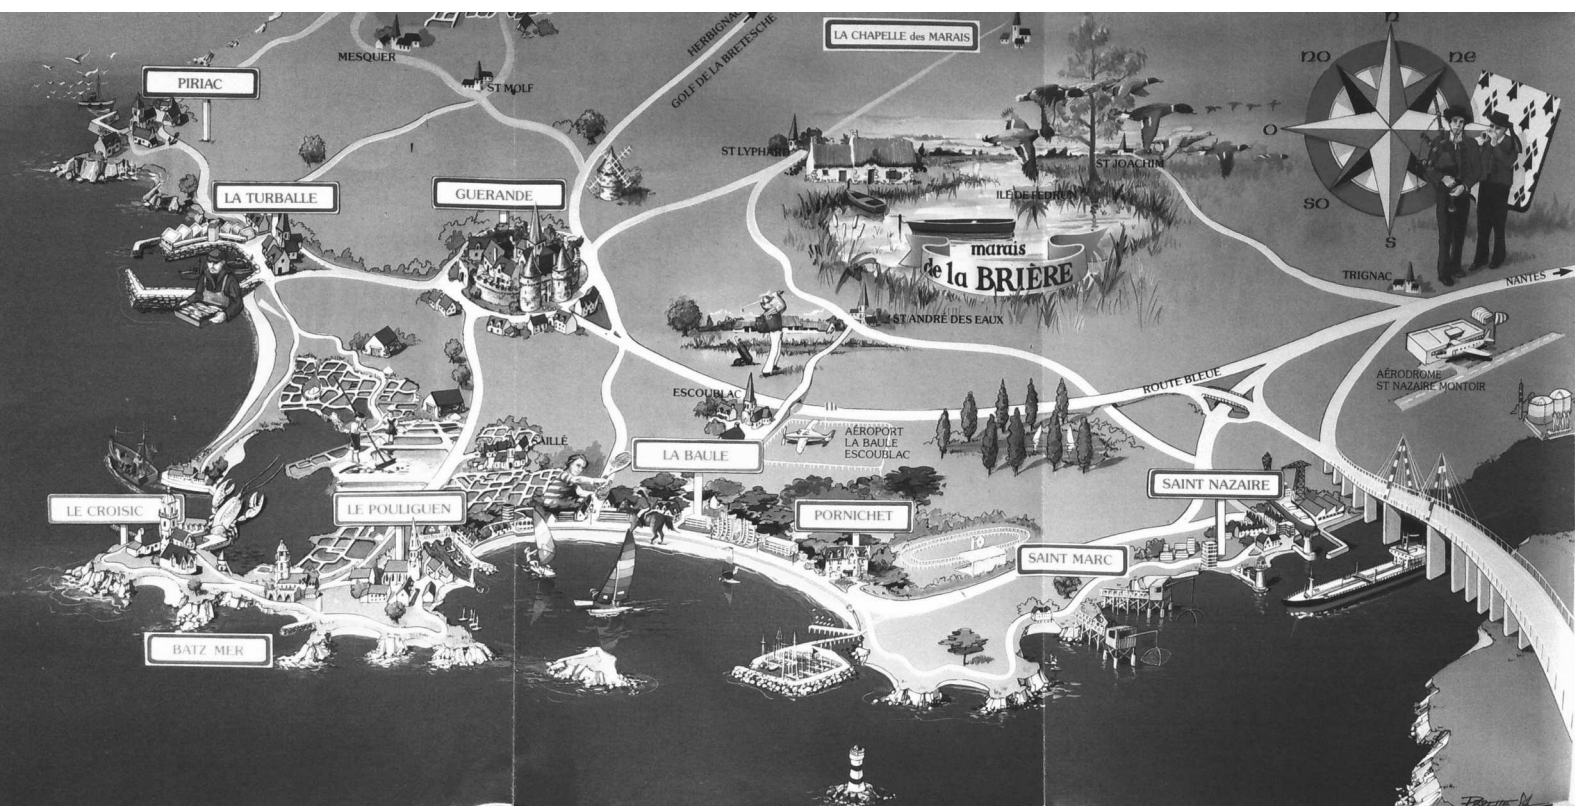 LA CHAPELLE des MARAIS
HERBIGNAC
GOLF DE LA BRETESCHE
MESQUER
PIRIAC
ST MOLF
n
no
ne
o
so
s
ST LYPHARD
ST JOACHIM
ILE DE FEDRUN
LA TURBALLE
GUERANDE
marais
de la BRIÈRE
TRIGNAC
NANTES
ST ANDRÉ DES EAUX
AÉRODROME
ST NAZAIRE MONTOIR
ROUTE BLEUE
ESCOUBLAC
AÉROPORT
LA BAULE
ESCOUBLAC
SAILLÉ
LA BAULE
SAINT NAZAIRE
LE CROISIC
LE POULIGUEN
PORNICHET
SAINT MARC
BATZ MER